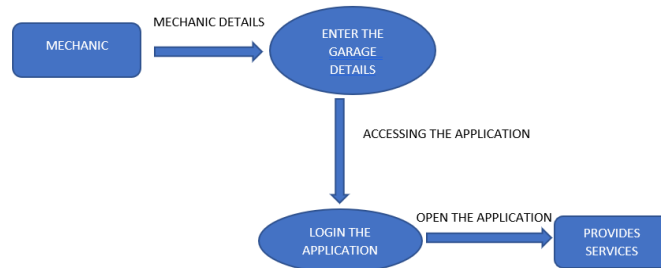 MECHANIC DETAILS
MECHANIC
ENTER THE
GARAGE
DETAILS
ACCESSING THE APPLICATION
OPEN THE APPLICATION
LOGIN THE
APPLICATION
PROVIDES
SERVICES